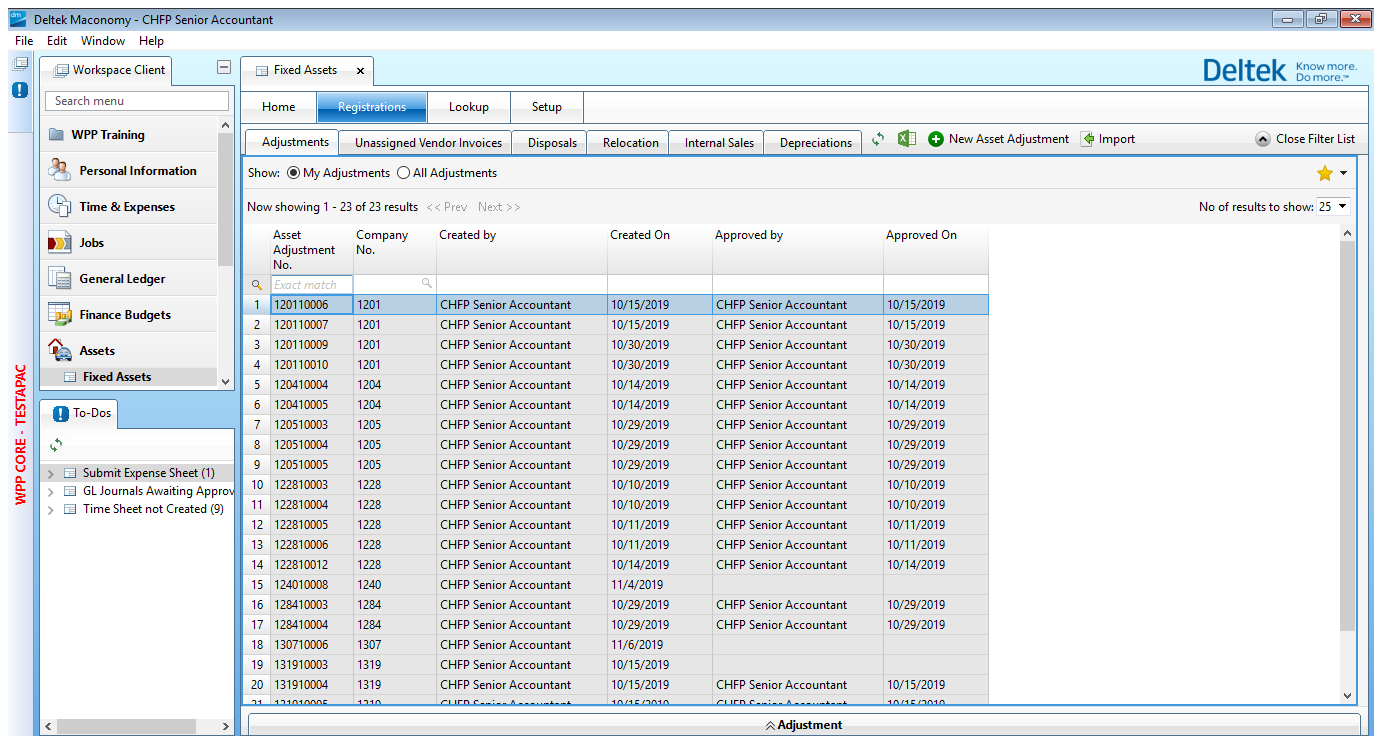 Deltek Maconomy - CHFP Senior Accountant
File Edit Window Help
Workspace Client
Fixed Assets
Deltek Know more. Do more.™
Search menu
Home Registrations Lookup Setup
WPP Training
Personal Information
Time & Expenses
Jobs
General Ledger
Finance Budgets
Assets
Fixed Assets
WPP CORE - TESTAPAC
To-Dos
Submit Expense Sheet (1)
GL Journals Awaiting Approv
Time Sheet not Created (9)
Adjustments Unassigned Vendor Invoices Disposals Relocation Internal Sales Depreciations New Asset Adjustment Import Close Filter List
Show: My Adjustments All Adjustments
Now showing 1 - 23 of 23 results << Prev Next >> No of results to show: 25
Asset Adjustment No. Company No. Created by Created On Approved by Approved On
Exact match
1 120110006 1201 CHFP Senior Accountant 10/15/2019 CHFP Senior Accountant 10/15/2019
2 120110007 1201 CHFP Senior Accountant 10/15/2019 CHFP Senior Accountant 10/15/2019
3 120110009 1201 CHFP Senior Accountant 10/30/2019 CHFP Senior Accountant 10/30/2019
4 120110010 1201 CHFP Senior Accountant 10/30/2019 CHFP Senior Accountant 10/30/2019
5 120410004 1204 CHFP Senior Accountant 10/14/2019 CHFP Senior Accountant 10/14/2019
6 120410005 1204 CHFP Senior Accountant 10/14/2019 CHFP Senior Accountant 10/14/2019
7 120510003 1205 CHFP Senior Accountant 10/29/2019 CHFP Senior Accountant 10/29/2019
8 120510004 1205 CHFP Senior Accountant 10/29/2019 CHFP Senior Accountant 10/29/2019
9 120510005 1205 CHFP Senior Accountant 10/29/2019 CHFP Senior Accountant 10/29/2019
10 122810003 1228 CHFP Senior Accountant 10/10/2019 CHFP Senior Accountant 10/10/2019
11 122810004 1228 CHFP Senior Accountant 10/10/2019 CHFP Senior Accountant 10/10/2019
12 122810005 1228 CHFP Senior Accountant 10/11/2019 CHFP Senior Accountant 10/11/2019
13 122810006 1228 CHFP Senior Accountant 10/11/2019 CHFP Senior Accountant 10/11/2019
14 122810012 1228 CHFP Senior Accountant 10/14/2019 CHFP Senior Accountant 10/14/2019
15 124010008 1240 CHFP Senior Accountant 11/4/2019
16 128410003 1284 CHFP Senior Accountant 10/29/2019 CHFP Senior Accountant 10/29/2019
17 128410004 1284 CHFP Senior Accountant 10/29/2019 CHFP Senior Accountant 10/29/2019
18 130710006 1307 CHFP Senior Accountant 11/6/2019
19 131910003 1319 CHFP Senior Accountant 10/15/2019
20 131910004 1319 CHFP Senior Accountant 10/15/2019 CHFP Senior Accountant 10/15/2019
Adjustment